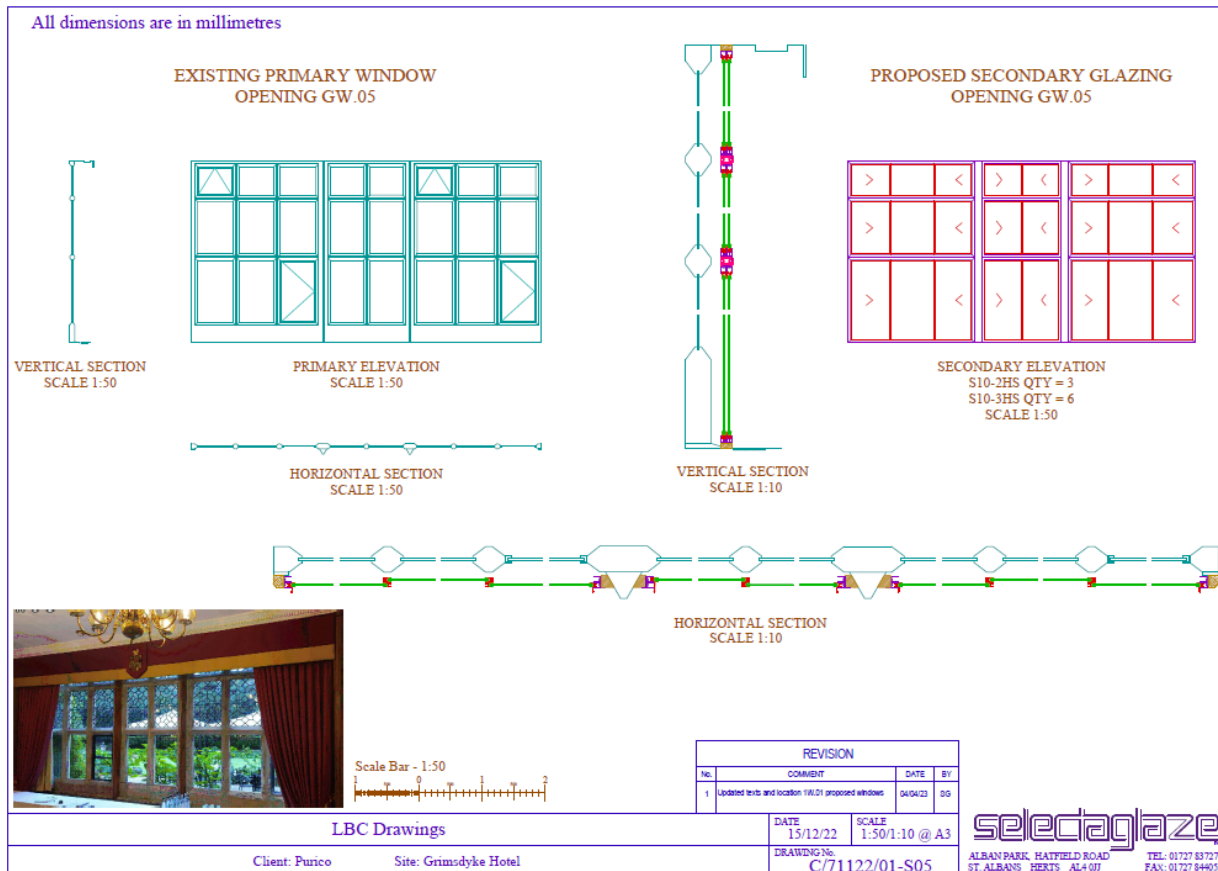 All dimensions are in millimetres
EXISTING PRIMARY WINDOW
OPENING GW.05
PROPOSED SECONDARY GLAZING
OPENING GW.05
VERTICAL SECTION
SCALE 1:50
PRIMARY ELEVATION
SCALE 1:50
SECONDARY ELEVATION
S10-2HS QTY = 3
S10-3HS QTY = 6
SCALE 1:50
HORIZONTAL SECTION
SCALE 1:50
VERTICAL SECTION
SCALE 1:10
HORIZONTAL SECTION
SCALE 1:10
Scale Bar - 1:50
1 0 1 2
REVISION
No. COMMENT DATE BY
1 Updated texts and location 1W.01 proposed windows 04/04/23 SG
LBC Drawings
DATE
15/12/22
SCALE
1:50/1:10 @ A3
Client: Purico Site: Grimsdyke Hotel
DRAWING No.
C/71122/01-S05
selectaglaze
ALBAN PARK, HATFIELD ROAD
ST. ALBANS HERTS AL4 0JJ
TEL: 01727 83727
FAX: 01727 84405